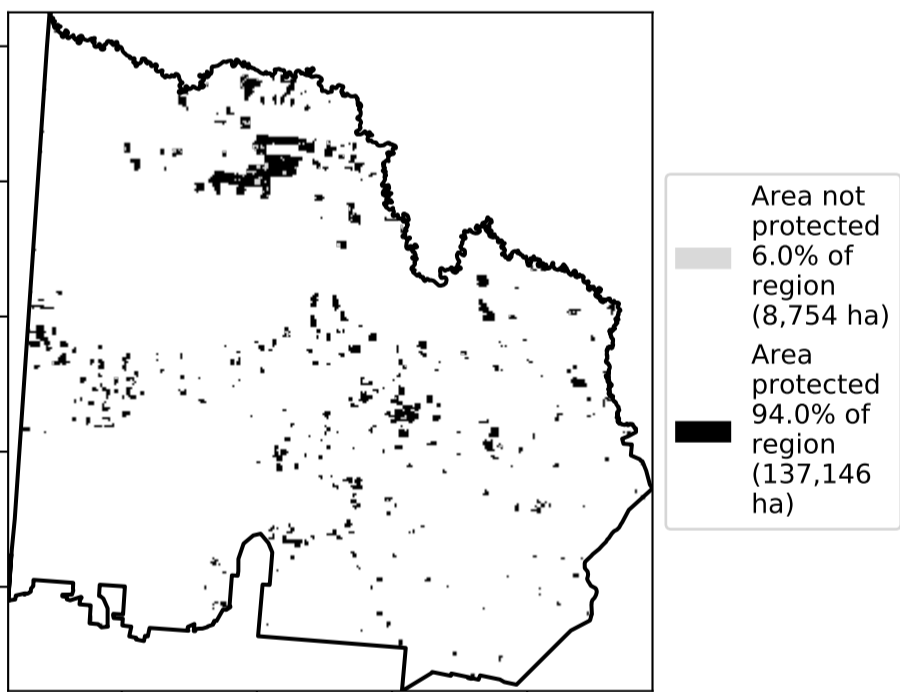 Area not
protected
6.0% of
region
(8,754 ha)
Area
protected
94.0% of
region
(137,146
ha)